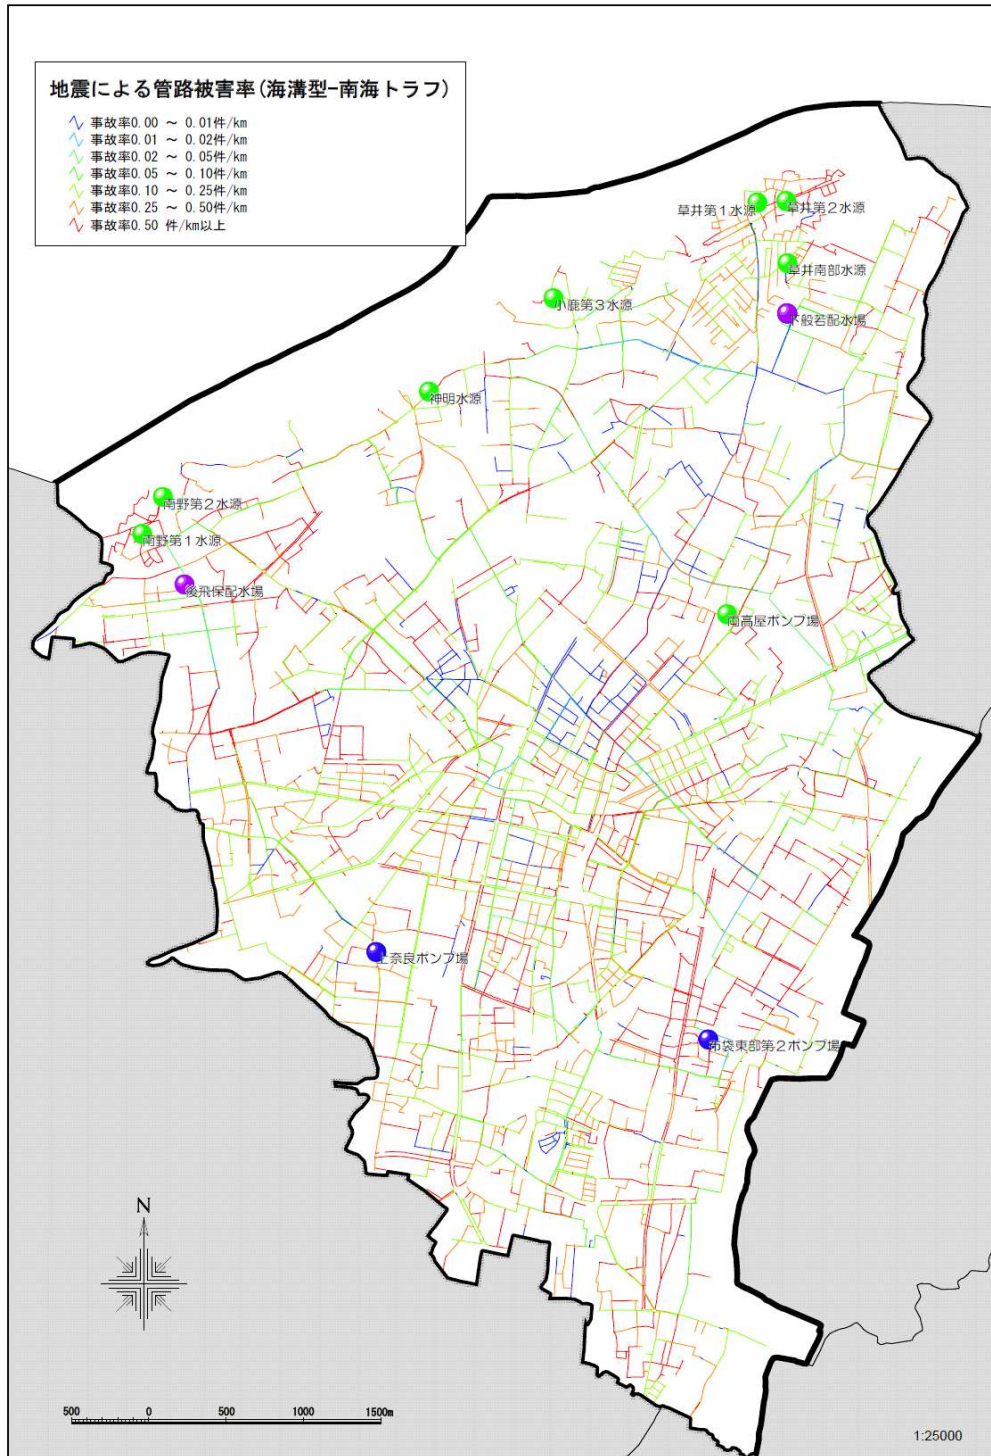 地震による管路被害率(海溝型-南海トラフ)
事故率0.00 ～ 0.01件/km
事故率0.01 ～ 0.02件/km
事故率0.02 ～ 0.05件/km
事故率0.05 ～ 0.10件/km
事故率0.10 ～ 0.25件/km
事故率0.25 ～ 0.50件/km
事故率0.50 件/km以上
草井第１水源
草井第２水源
草井南部水源
小鹿第３水源
下般若配水場
神明水源
南野第２水源
南野第１水源
後飛保配水場
両高屋ポンプ場
上奈良ポンプ場
布袋東部第２ポンプ場
N
500 0 500 1000 1500m
1:25000